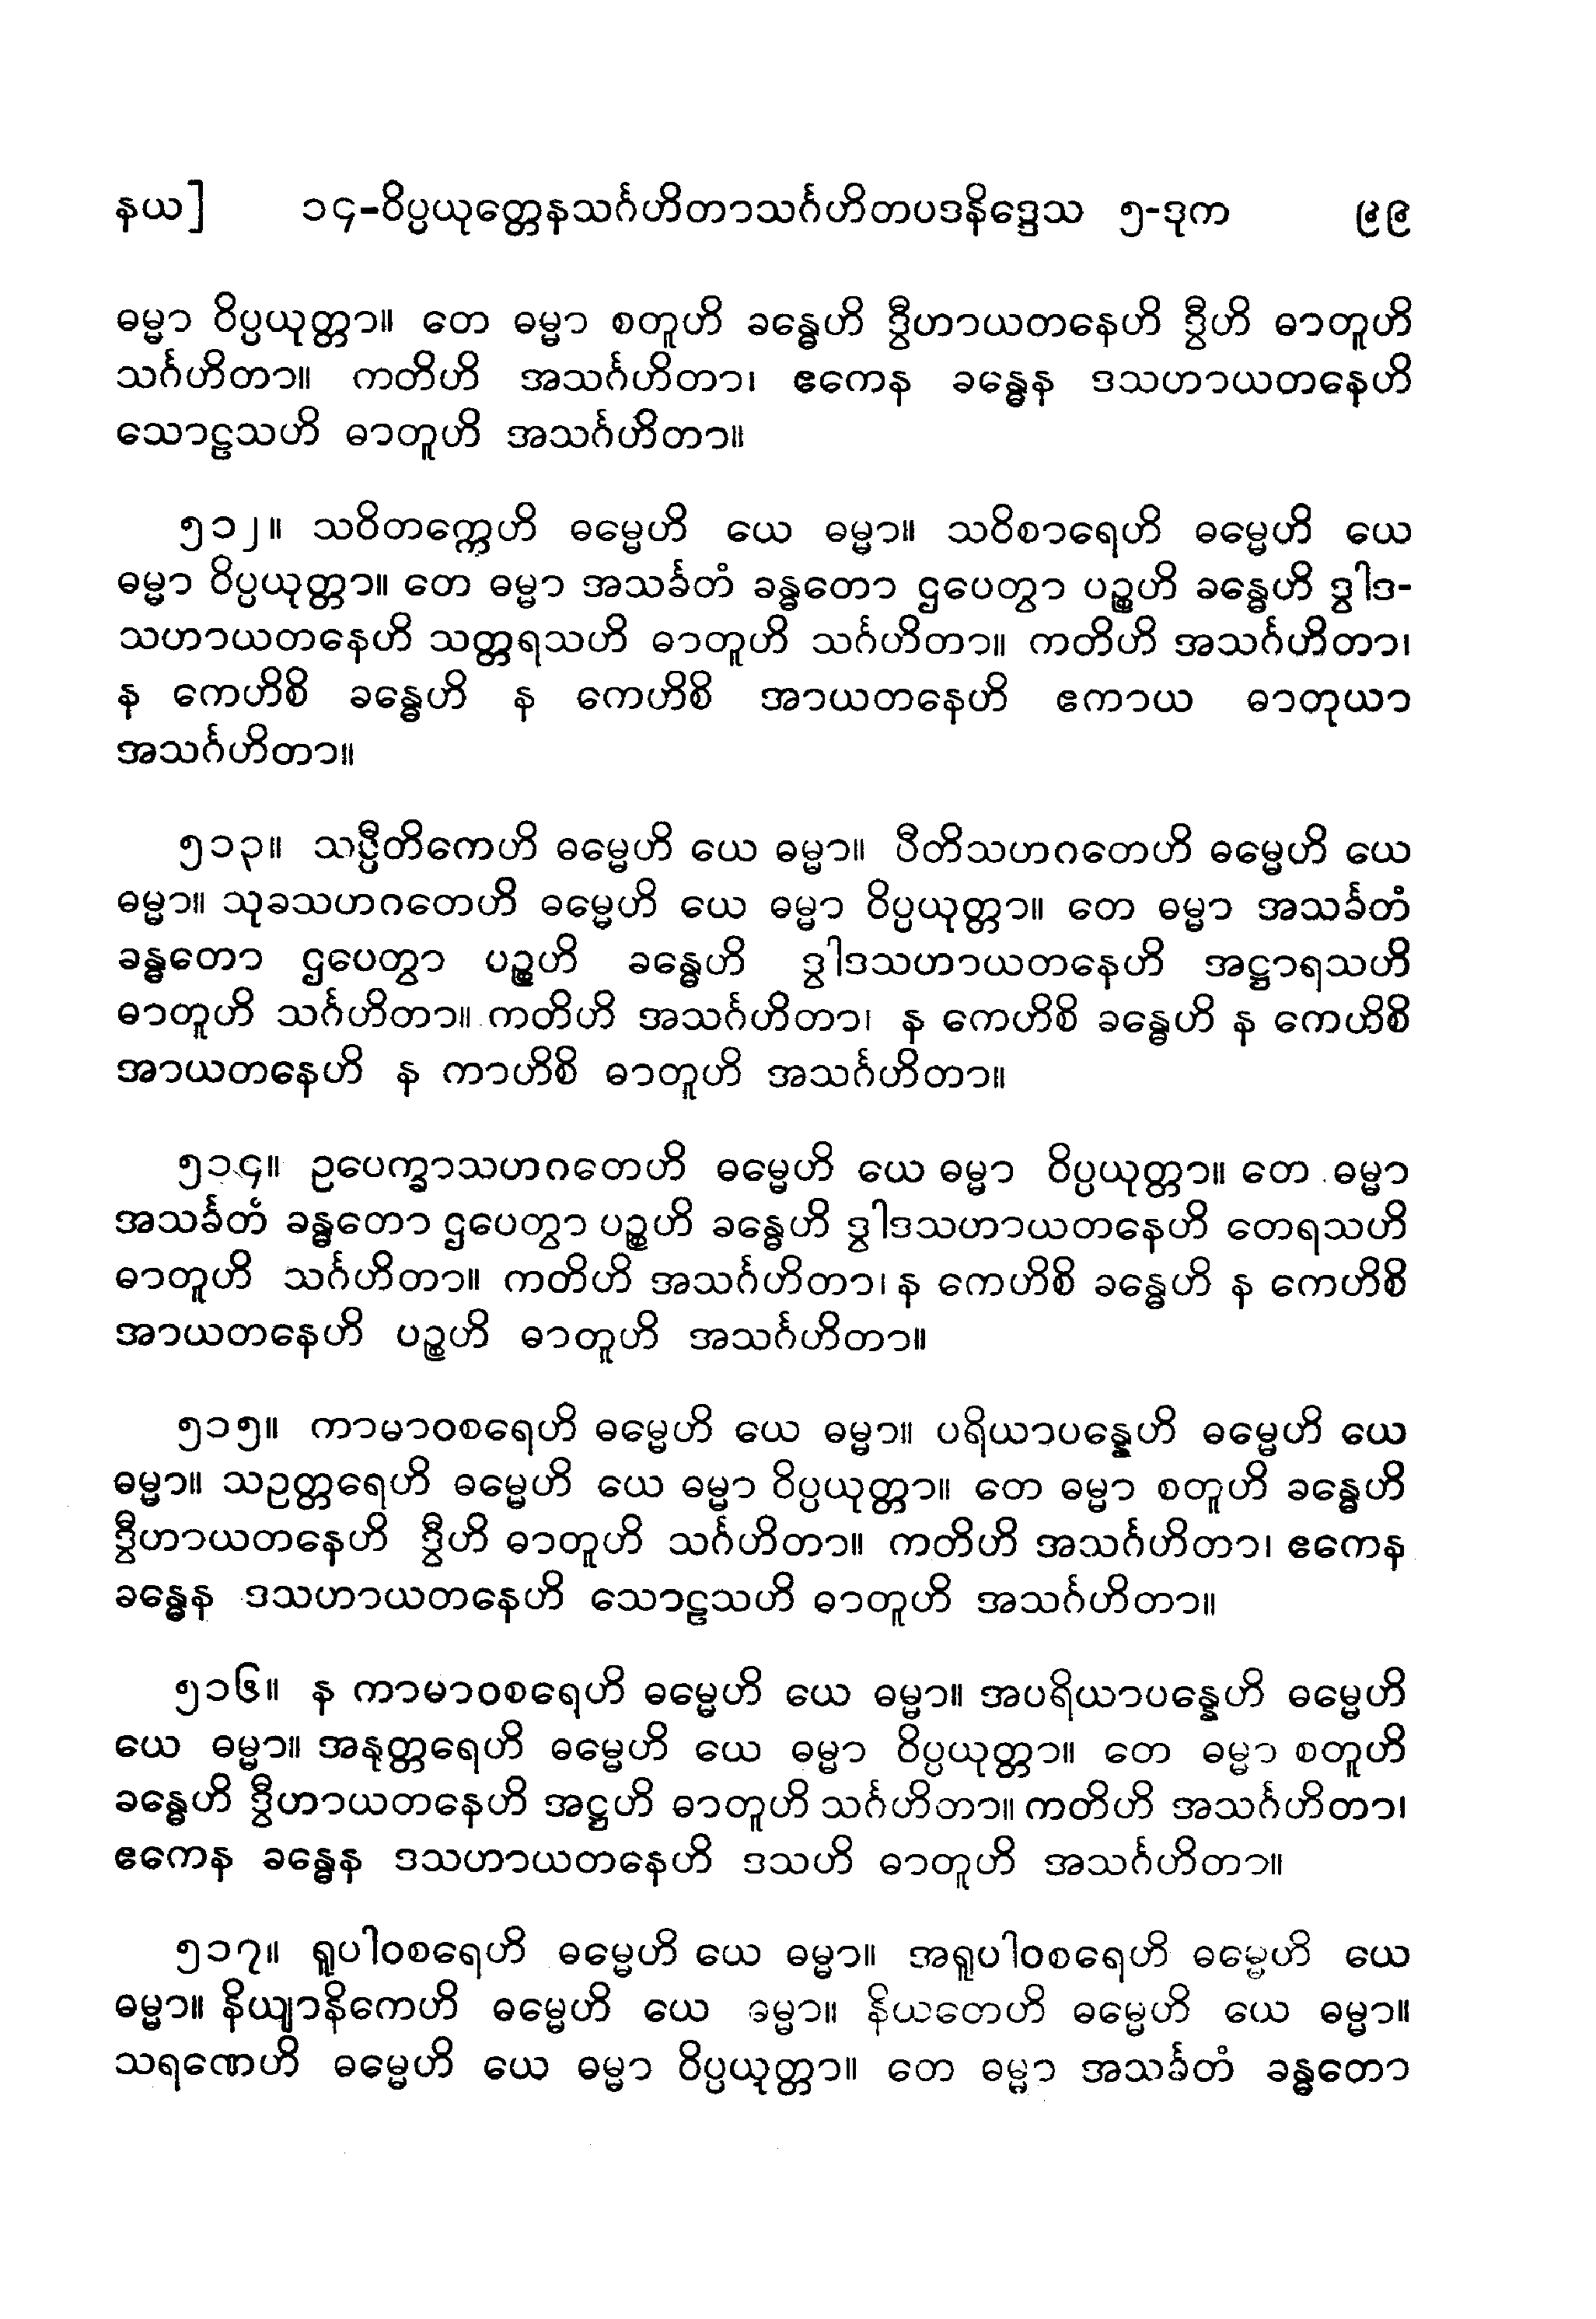 နယ] ၁၄-ဝိပ္ပယုတ္တေနသင်္ဂဟိတာသင်္ဂဟိတပဒနိဒ္ဒေသ ၅-ဒုက ၉၉
ဓမ္မာ ဝိပ္ပယုတ္တာ။ တေ ဓမ္မာ စတူဟိ ခန္ဓေဟိ ဒွီဟာယတနေဟိ ဒွီဟိ ဓာတူဟိ
သင်္ဂဟိတာ။ ကတိဟိ အသင်္ဂဟိတာ၊ ဧကေန ခန္ဓေန ဒသဟာယတနေဟိ
သောဠသဟိ ဓာတူဟိ အသင်္ဂဟိတာ။
၅၁၂။ သဝိတက္ကေဟိ ဓမ္မေဟိ ယေ ဓမ္မာ။ သဝိစာရေဟိ ဓမ္မေဟိ ယေ
ဓမ္မာ ဝိပ္ပယုတ္တာ။ တေ ဓမ္မာ အသင်္ခတံ ခန္ဓတော ဌပေတွာ ပဉ္စဟိ ခန္ဓေဟိ ဒွါဒ-
သဟာယတနေဟိ သတ္တရသဟိ ဓာတူဟိ သင်္ဂဟိတာ။ ကတိဟိ အသင်္ဂဟိတာ၊
န ကေဟိစိ ခန္ဓေဟိ န ကေဟိစိ အာယတနေဟိ ဧကာယ ဓာတုယာ
အသင်္ဂဟိတာ။
၅၁၃။ သပ္ပီတိကေဟိ ဓမ္မေဟိ ယေ ဓမ္မာ။ ပီတိသဟဂတေဟိ ဓမ္မေဟိ ယေ
ဓမ္မာ။ သုခသဟဂတေဟိ ဓမ္မေဟိ ယေ ဓမ္မာ ဝိပ္ပယုတ္တာ။ တေ ဓမ္မာ အသင်္ခတံ
ခန္ဓတော ဌပေတွာ ပဉ္စဟိ ခန္ဓေဟိ ဒွါဒသဟာယတနေဟိ အဋ္ဌာရသဟိ
ဓာတူဟိ သင်္ဂဟိတာ။ ကတိဟိ အသင်္ဂဟိတာ၊ န ကေဟိစိ ခန္ဓေဟိ န ကေဟိစိ
အာယတနေဟိ န ကာဟိစိ ဓာတူဟိ အသင်္ဂဟိတာ။
၅၁၄။ ဥပေက္ခာသဟဂတေဟိ ဓမ္မေဟိ ယေ ဓမ္မာ ဝိပ္ပယုတ္တာ။ တေ ဓမ္မာ
အသင်္ခတံ ခန္ဓတော ဌပေတွာ ပဉ္စဟိ ခန္ဓေဟိ ဒွါဒသဟာယတနေဟိ တေရသဟိ
ဓာတူဟိ သင်္ဂဟိတာ။ ကတိဟိ အသင်္ဂဟိတာ၊ န ကေဟိစိ ခန္ဓေဟိ န ကေဟိစိ
အာယတနေဟိ ပဉ္စဟိ ဓာတူဟိ အသင်္ဂဟိတာ။
၅၁၅။ ကာမာဝစရေဟိ ဓမ္မေဟိ ယေ ဓမ္မာ။ ပရိယာပန္နေဟိ ဓမ္မေဟိ ယေ
ဓမ္မာ။ သဥတ္တရေဟိ ဓမ္မေဟိ ယေ ဓမ္မာ ဝိပ္ပယုတ္တာ။ တေ ဓမ္မာ စတူဟိ ခန္ဓေဟိ
ဒွီဟာယတနေဟိ ဒွီဟိ ဓာတူဟိ သင်္ဂဟိတာ။ ကတိဟိ အသင်္ဂဟိတာ၊ ဧကေန
ခန္ဓေန ဒသဟာယတနေဟိ သောဠသဟိ ဓာတူဟိ အသင်္ဂဟိတာ။
၅၁၆။ န ကာမာဝစရေဟိ ဓမ္မေဟိ ယေ ဓမ္မာ။ အပရိယာပန္နေဟိ ဓမ္မေဟိ
ယေ ဓမ္မာ။ အနုတ္တရေဟိ ဓမ္မေဟိ ယေ ဓမ္မာ ဝိပ္ပယုတ္တာ။ တေ ဓမ္မာ စတူဟိ
ခန္ဓေဟိ ဒွီဟာယတနေဟိ အဋ္ဌဟိ ဓာတူဟိ သင်္ဂဟိတာ။ ကတိဟိ အသင်္ဂဟိတာ၊
ဧကေန ခန္ဓေန ဒသဟာယတနေဟိ ဒသဟိ ဓာတူဟိ အသင်္ဂဟိတာ။
၅၁၇။ ရူပါဝစရေဟိ ဓမ္မေဟိ ယေ ဓမ္မာ။ အရူပါဝစရေဟိ ဓမ္မေဟိ ယေ
ဓမ္မာ။ နိယျာနိကေဟိ ဓမ္မေဟိ ယေ ဓမ္မာ။ နိယတေဟိ ဓမ္မေဟိ ယေ ဓမ္မာ။
သရဏေဟိ ဓမ္မေဟိ ယေ ဓမ္မာ ဝိပ္ပယုတ္တာ။ တေ ဓမ္မာ အသင်္ခတံ ခန္ဓတော